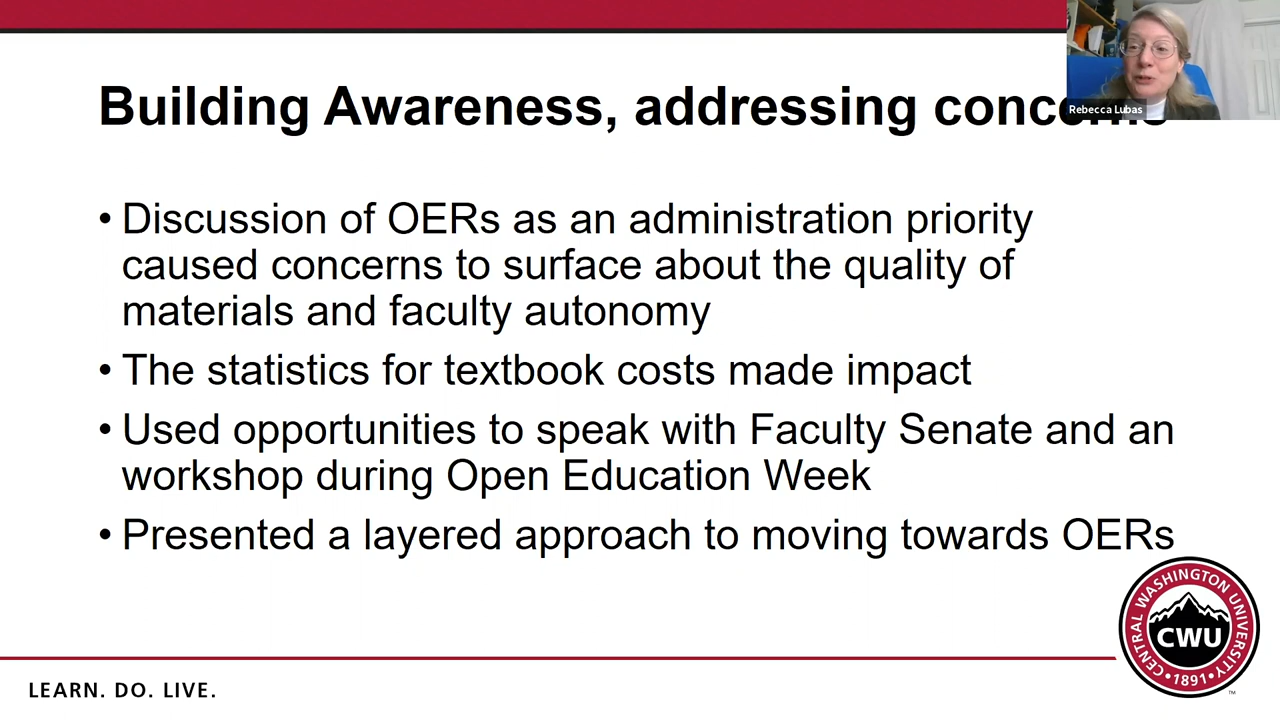 Building Awareness, addressing
Rebecca Lubas
• Discussion of OERs as an administration priority
caused concerns to surface about the quality of
materials and faculty autonomy
• The statistics for textbook costs made impact
• Used opportunities to speak with Faculty Senate and an
workshop during Open Education Week
• Presented a layered approach to moving towards OERs
CENTRAL WASHINGTON UNIVERSITY
CWU
• 1891 •
™
LEARN. DO. LIVE.